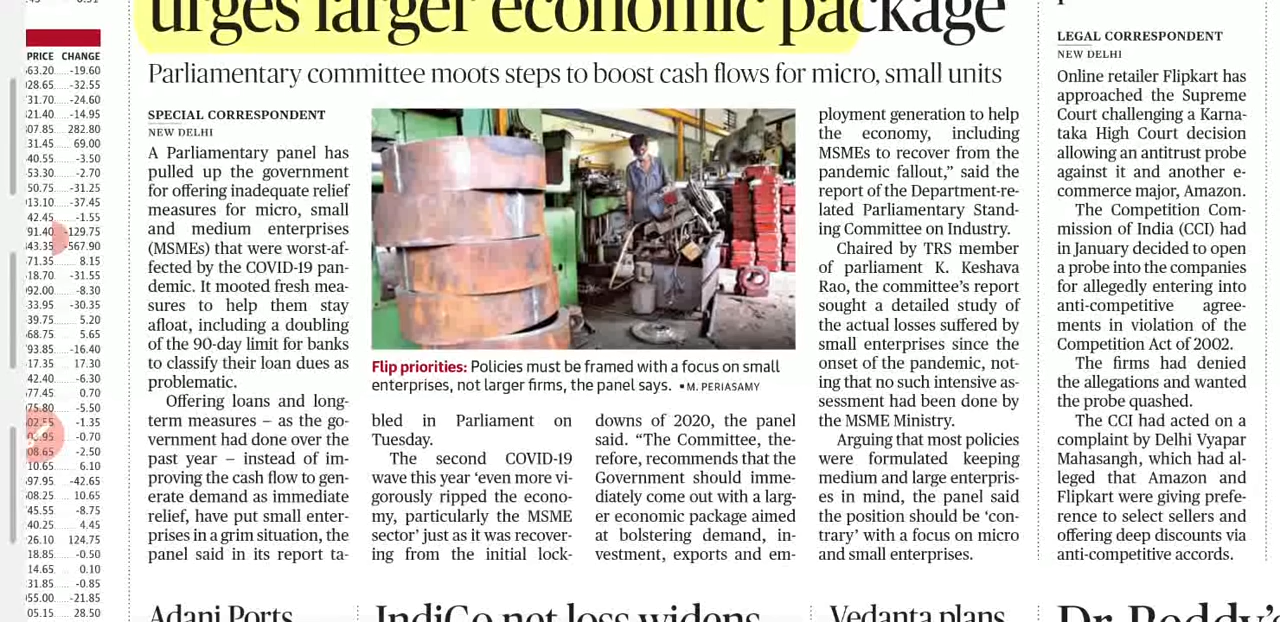 urges larger economic package
Parliamentary committee moots steps to boost cash flows for micro, small units
SPECIAL CORRESPONDENT
NEW DELHI
A Parliamentary panel has
pulled up the government
for offering inadequate relief
measures for micro, small
and medium enterprises
(MSMEs) that were worst-af-
fected by the COVID-19 pan-
demic. It mooted fresh mea-
sures to help them stay
afloat, including a doubling
of the 90-day limit for banks
to classify their loan dues as
problematic.
Offering loans and long-
term measures – as the go-
vernment had done over the
past year – instead of im-
proving the cash flow to gen-
erate demand as immediate
relief, have put small enter-
prises in a grim situation, the
panel said in its report ta-
Flip priorities: Policies must be framed with a focus on small
enterprises, not larger firms, the panel says. ▪ M. PERIASAMY
bled in Parliament on
Tuesday.
The second COVID-19
wave this year ‘even more vi-
gorously ripped the econo-
my, particularly the MSME
sector’ just as it was recover-
ing from the initial lock-
downs of 2020, the panel
said. “The Committee, the-
refore, recommends that the
Government should imme-
diately come out with a larg-
er economic package aimed
at bolstering demand, in-
vestment, exports and em-
ployment generation to help
the economy, including
MSMEs to recover from the
pandemic fallout,” said the
report of the Department-re-
lated Parliamentary Stand-
ing Committee on Industry.
Chaired by TRS member
of parliament K. Keshava
Rao, the committee’s report
sought a detailed study of
the actual losses suffered by
small enterprises since the
onset of the pandemic, not-
ing that no such intensive as-
sessment had been done by
the MSME Ministry.
Arguing that most policies
were formulated keeping
medium and large enterpris-
es in mind, the panel said
the position should be ‘con-
trary’ with a focus on micro
and small enterprises.
LEGAL CORRESPONDENT
NEW DELHI
Online retailer Flipkart has
approached the Supreme
Court challenging a Karna-
taka High Court decision
allowing an antitrust probe
against it and another e-
commerce major, Amazon.
The Competition Com-
mission of India (CCI) had
in January decided to open
a probe into the companies
for allegedly entering into
anti-competitive agree-
ments in violation of the
Competition Act of 2002.
The firms had denied
the allegations and wanted
the probe quashed.
The CCI had acted on a
complaint by Delhi Vyapar
Mahasangh, which had al-
leged that Amazon and
Flipkart were giving prefe-
rence to select sellers and
offering deep discounts via
anti-competitive accords.
PRICE CHANGE
-19.60
-32.55
-24.60
-14.95
282.80
69.00
-3.50
-2.70
-31.25
-37.45
-1.55
-129.75
-567.90
8.15
-31.55
-8.30
-30.35
5.20
5.65
-16.40
17.30
-6.30
0.70
-5.50
-1.35
-0.70
-2.50
6.10
-42.65
10.65
-8.75
4.45
124.75
-0.50
0.10
-0.85
-21.85
28.50
Adani Ports
IndiGo net loss widens
Vedanta plans
Dr. Reddy’s